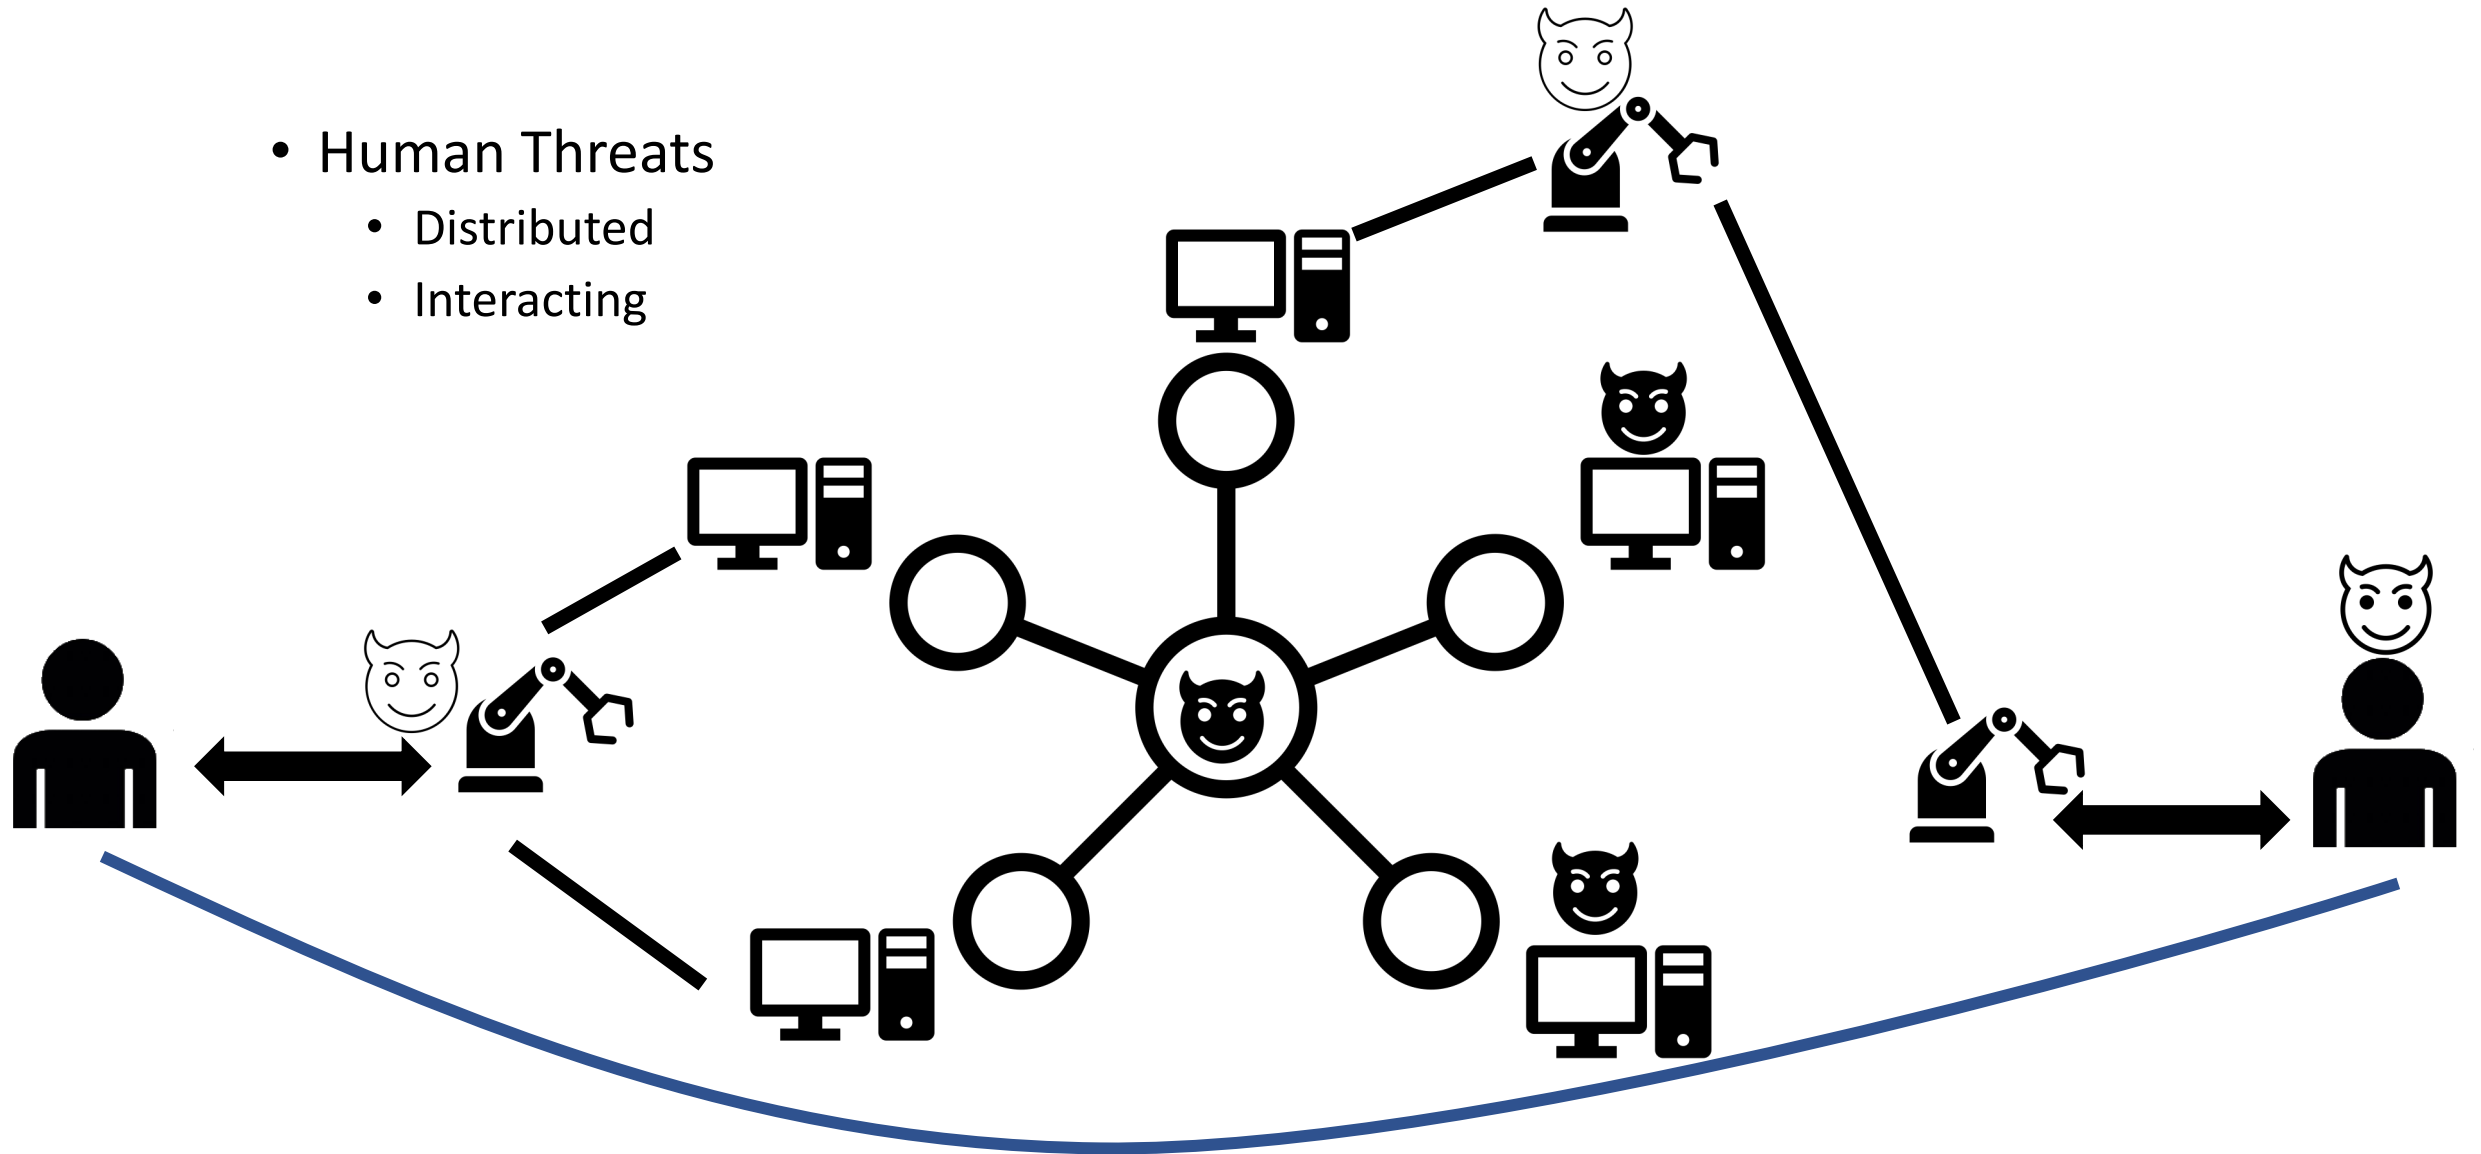 • Human Threats
• Distributed
• Interacting